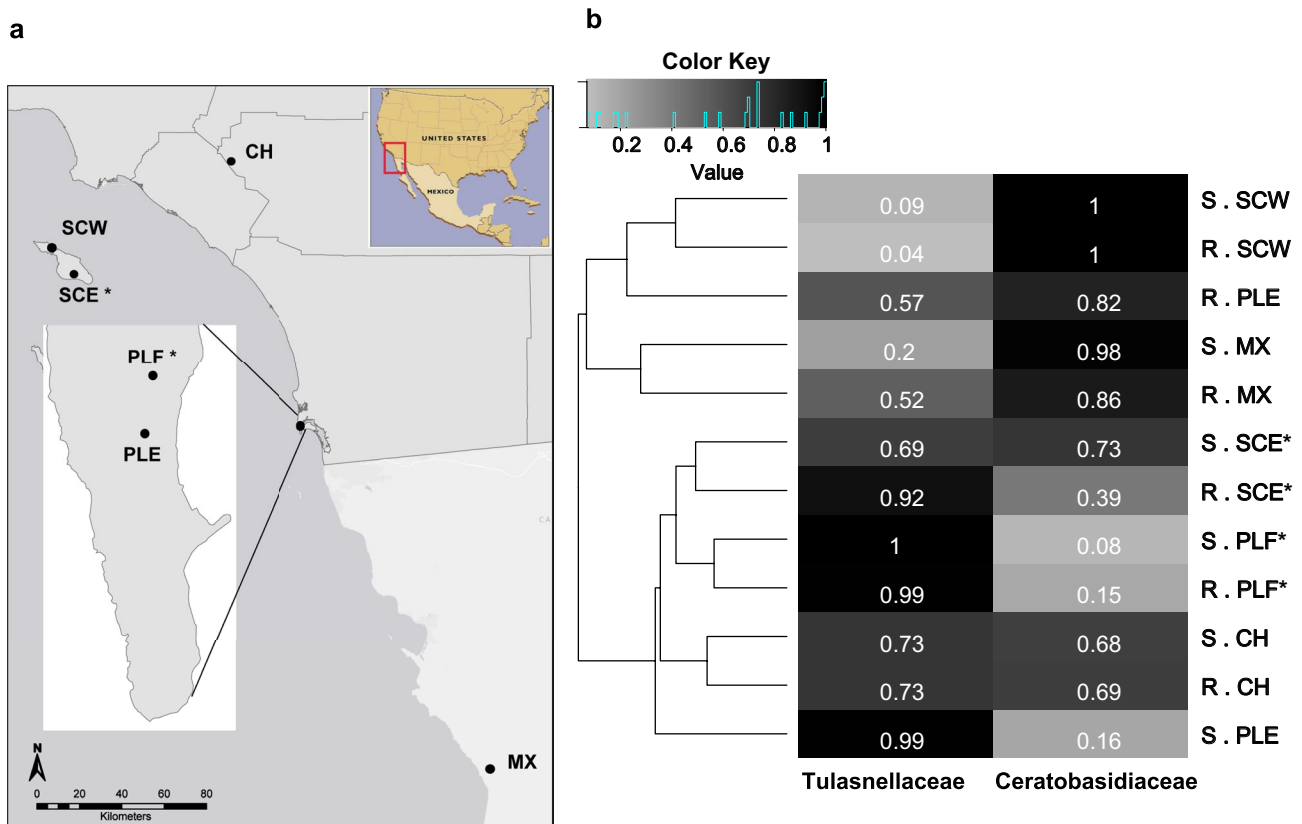 a
CH
UNITED STATES
MEXICO
SCW
SCE *
PLF *
PLE
MX
N
0 20 40 60 80
Kilometers
b
Color Key
0.2 0.4 0.6 0.8 1
Value
0.09 1 S . SCW
0.04 1 R . SCW
0.57 0.82 R . PLE
0.2 0.98 S . MX
0.52 0.86 R . MX
0.69 0.73 S . SCE*
0.92 0.39 R . SCE*
1 0.08 S . PLF*
0.99 0.15 R . PLF*
0.73 0.68 S . CH
0.73 0.69 R . CH
0.99 0.16 S . PLE
Tulasnellaceae Ceratobasidiaceae